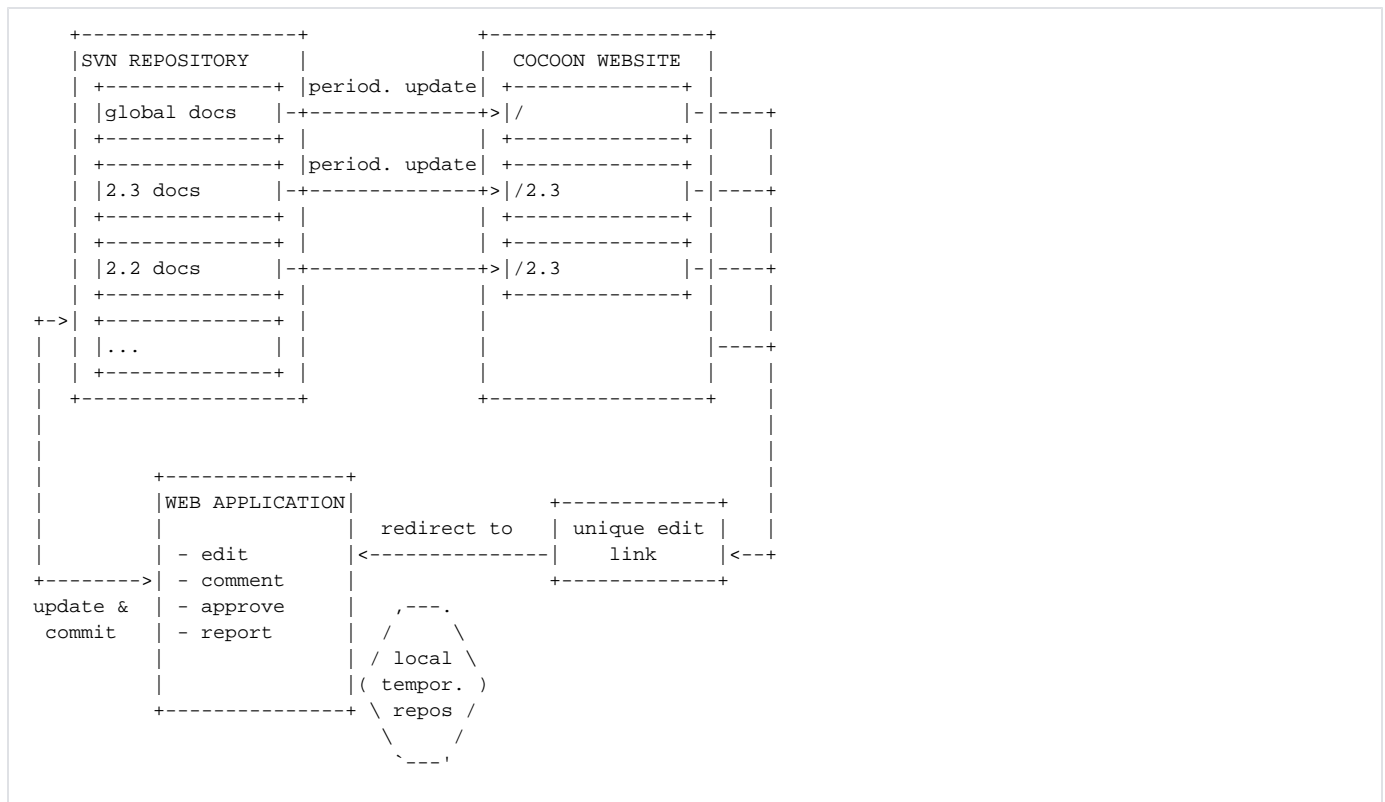 SVN REPOSITORY COCOON WEBSITE
period. update
global docs /
period. update
2.3 docs /2.3
2.2 docs /2.3
...
WEB APPLICATION
redirect to unique edit
- edit link
- comment
update & - approve
commit - report
local
tempor.
repos